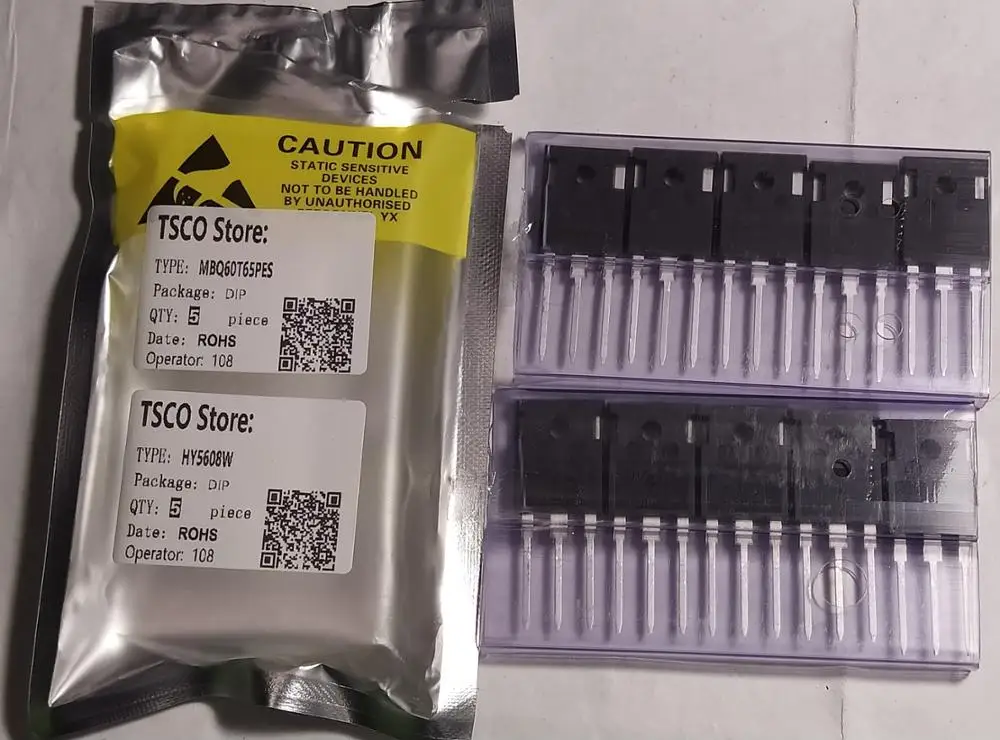 CAUTION
STATIC SENSITIVE
DEVICES
NOT TO BE HANDLED
BY UNAUTHORISED
YX
TSCO Store:
TYPE: MBQ60T65PES
Package: DIP
QTY: 5 piece
Date: ROHS
Operator: 108
TSCO Store:
TYPE: HY5608W
Package: DIP
QTY: 5 piece
Date: ROHS
Operator: 108